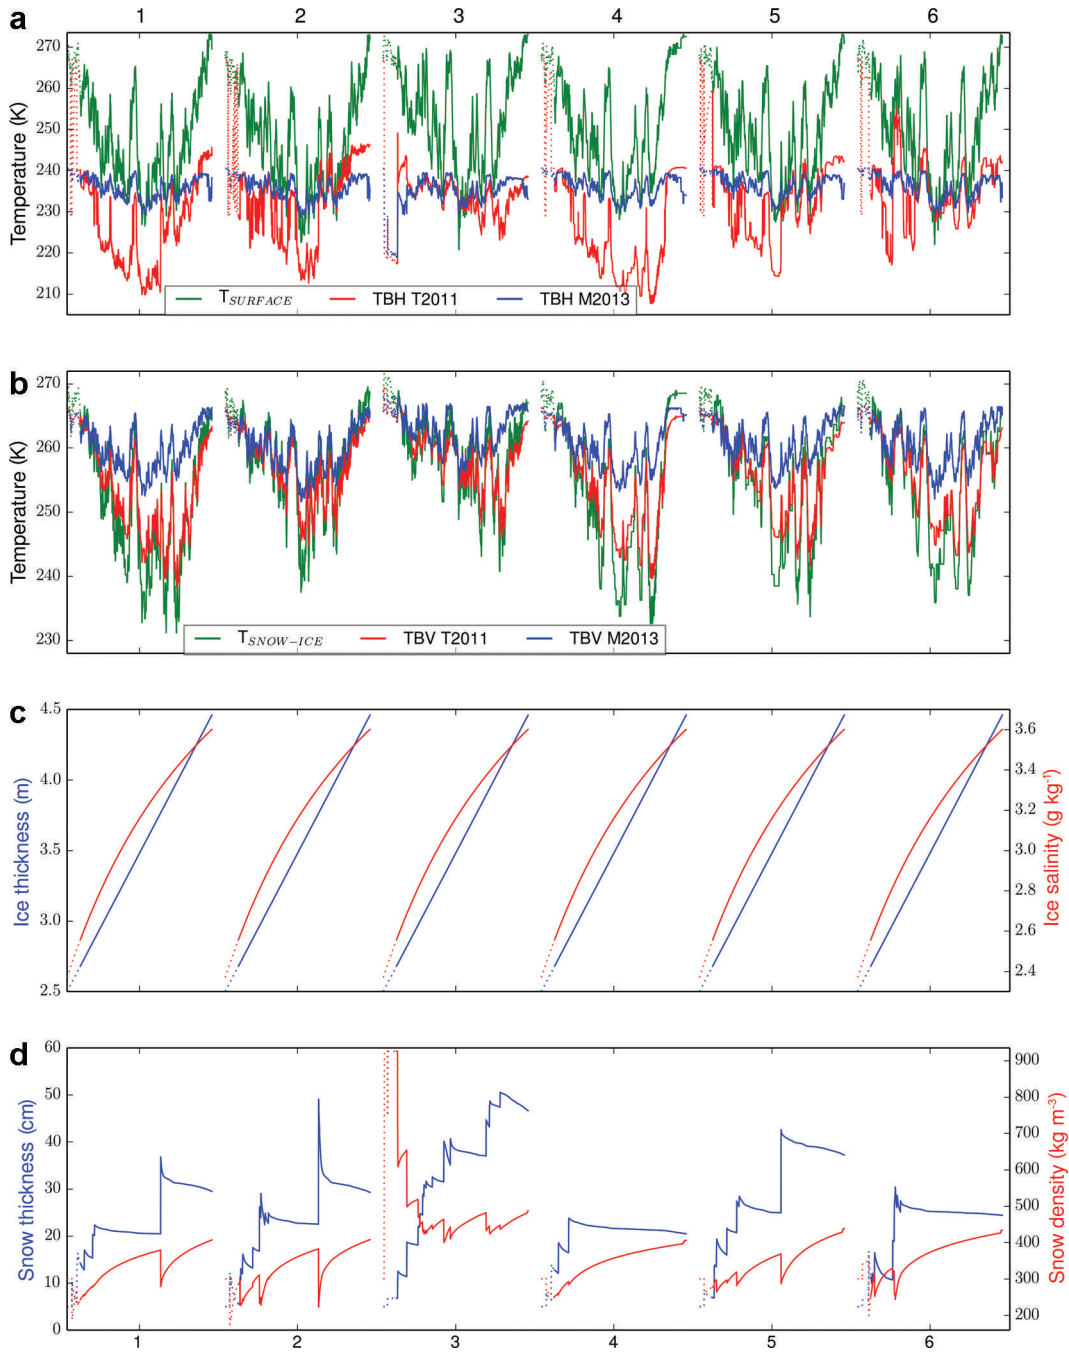 a
1 2 3 4 5 6
270
260
250
240
230
220
210
Temperature (K)
T_SURFACE TBH T2011 TBH M2013
b
270
260
250
240
230
Temperature (K)
T_SNOW−ICE TBV T2011 TBV M2013
c
4.5
4.0
3.5
3.0
2.5
Ice thickness (m)
3.6
3.4
3.2
3.0
2.8
2.6
2.4
Ice salinity (g kg⁻¹)
d
60
50
40
30
20
10
0
Snow thickness (cm)
900
800
700
600
500
400
300
200
Snow density (kg m⁻³)
1 2 3 4 5 6